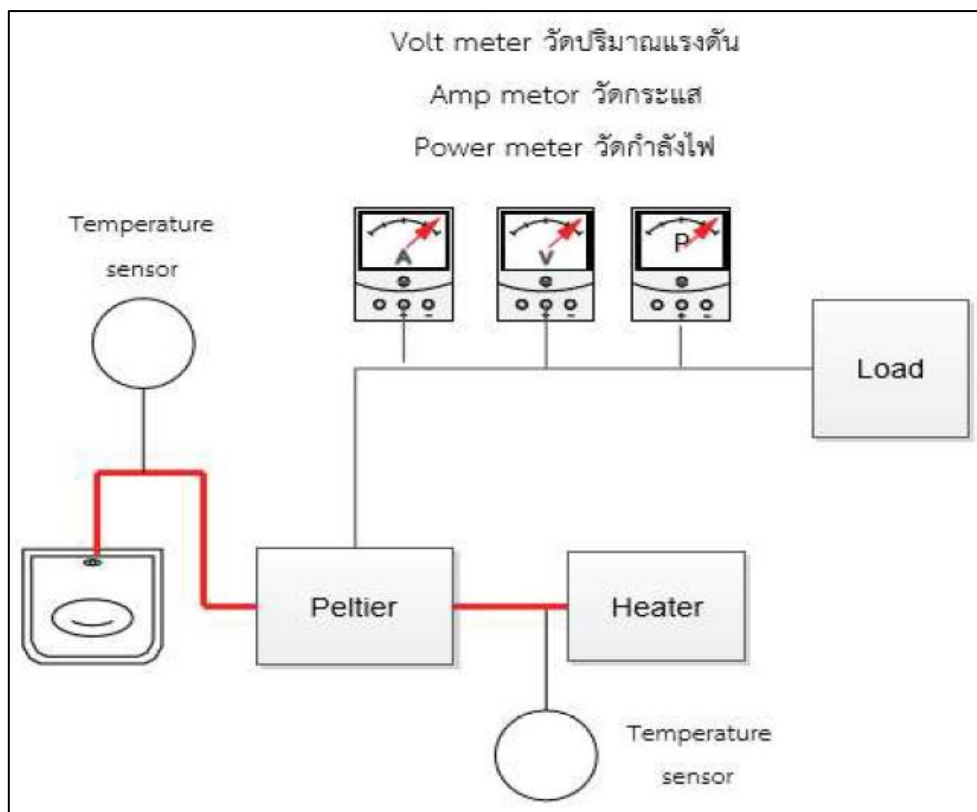 Volt meter วัดปริมาณแรงดัน
Amp metor วัดกระแส
Power meter วัดกำลังไฟ
Temperature
sensor
A
V
P
+ -
- -
+ -
Load
Peltier
Heater
Temperature
sensor